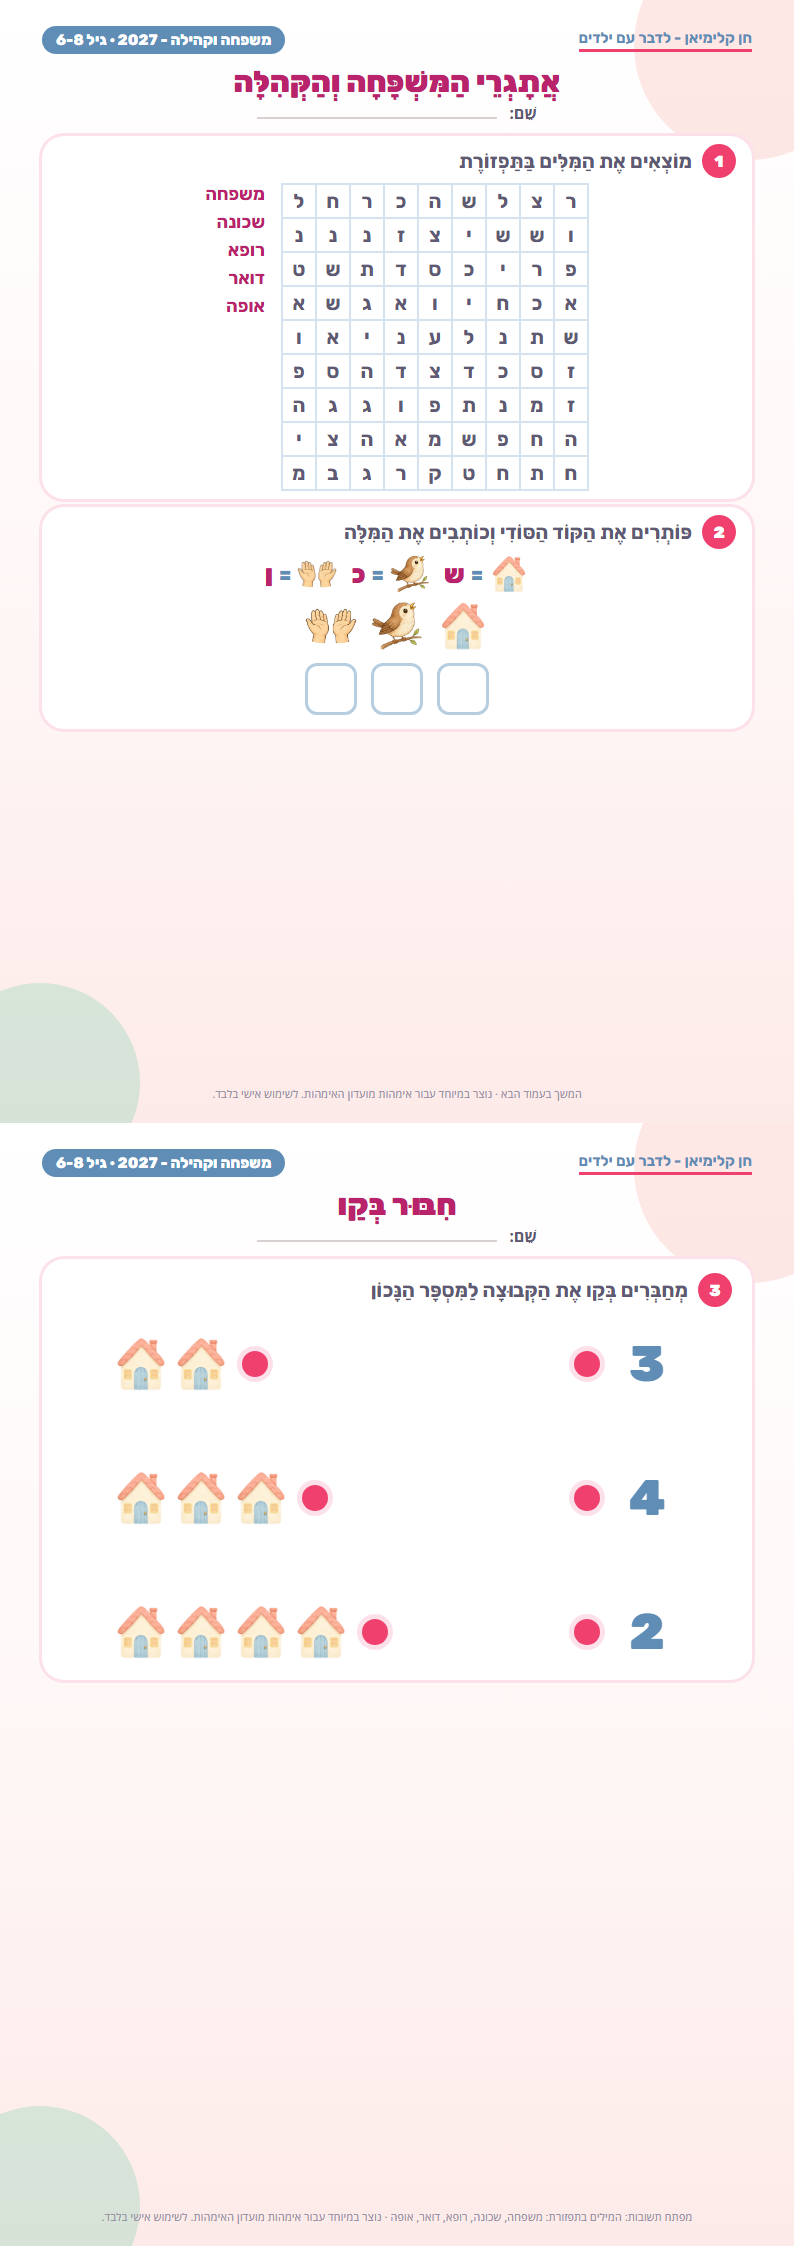 חן קלימיאן - לדבר עם ילדים
משפחה וקהילה - 2027 • גיל 6-8
אֶתְגְרֵי הַמִּשְׁפָּחָה וְהַקְּהִלָּה
שֵׁם:
1 מוֹצְאִים אֶת הַמִּלִּים בַּתַּפְזוֹרֶת
ר צ ל ש ה כ ר ח ל
ו ש ש י צ ז נ נ נ
פ ר י כ ס ד ת ש ט
א כ ח י ו א ג ש א
ש ת נ ל ע נ י א ו
ז ס כ ד צ ד ה ס פ
ז מ נ ת פ ו ג ג ה
ה ח פ ש מ א ה צ י
ח ת ח ט ק ר ג ב מ
משפחה
שכונה
רופא
דואר
אופה
2 פּוֹתְרִים אֶת הַקּוֹד הַסּוֹדִי וְכוֹתְבִים אֶת הַמִּלָּה
= ש = כ = ן
המשך בעמוד הבא · נוצר במיוחד עבור אימהות מועדון האימהות. לשימוש אישי בלבד.
חן קלימיאן - לדבר עם ילדים
משפחה וקהילה - 2027 • גיל 6-8
חִבּוּר בְּקַו
שֵׁם:
3 מְחַבְּרִים בְּקַו אֶת הַקְּבוּצָה לַמִּסְפָּר הַנָּכוֹן
3
4
2
מפתח תשובות: המילים בתפזורת: משפחה, שכונה, רופא, דואר, אופה · נוצר במיוחד עבור אימהות מועדון האימהות. לשימוש אישי בלבד.